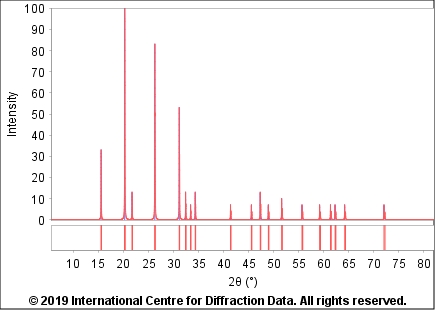 100
90
80
70
60
50
40
30
20
10
0
Intensity
10 15 20 25 30 35 40 45 50 55 60 65 70 75 80
2θ (°)
© 2019 International Centre for Diffraction Data. All rights reserved.